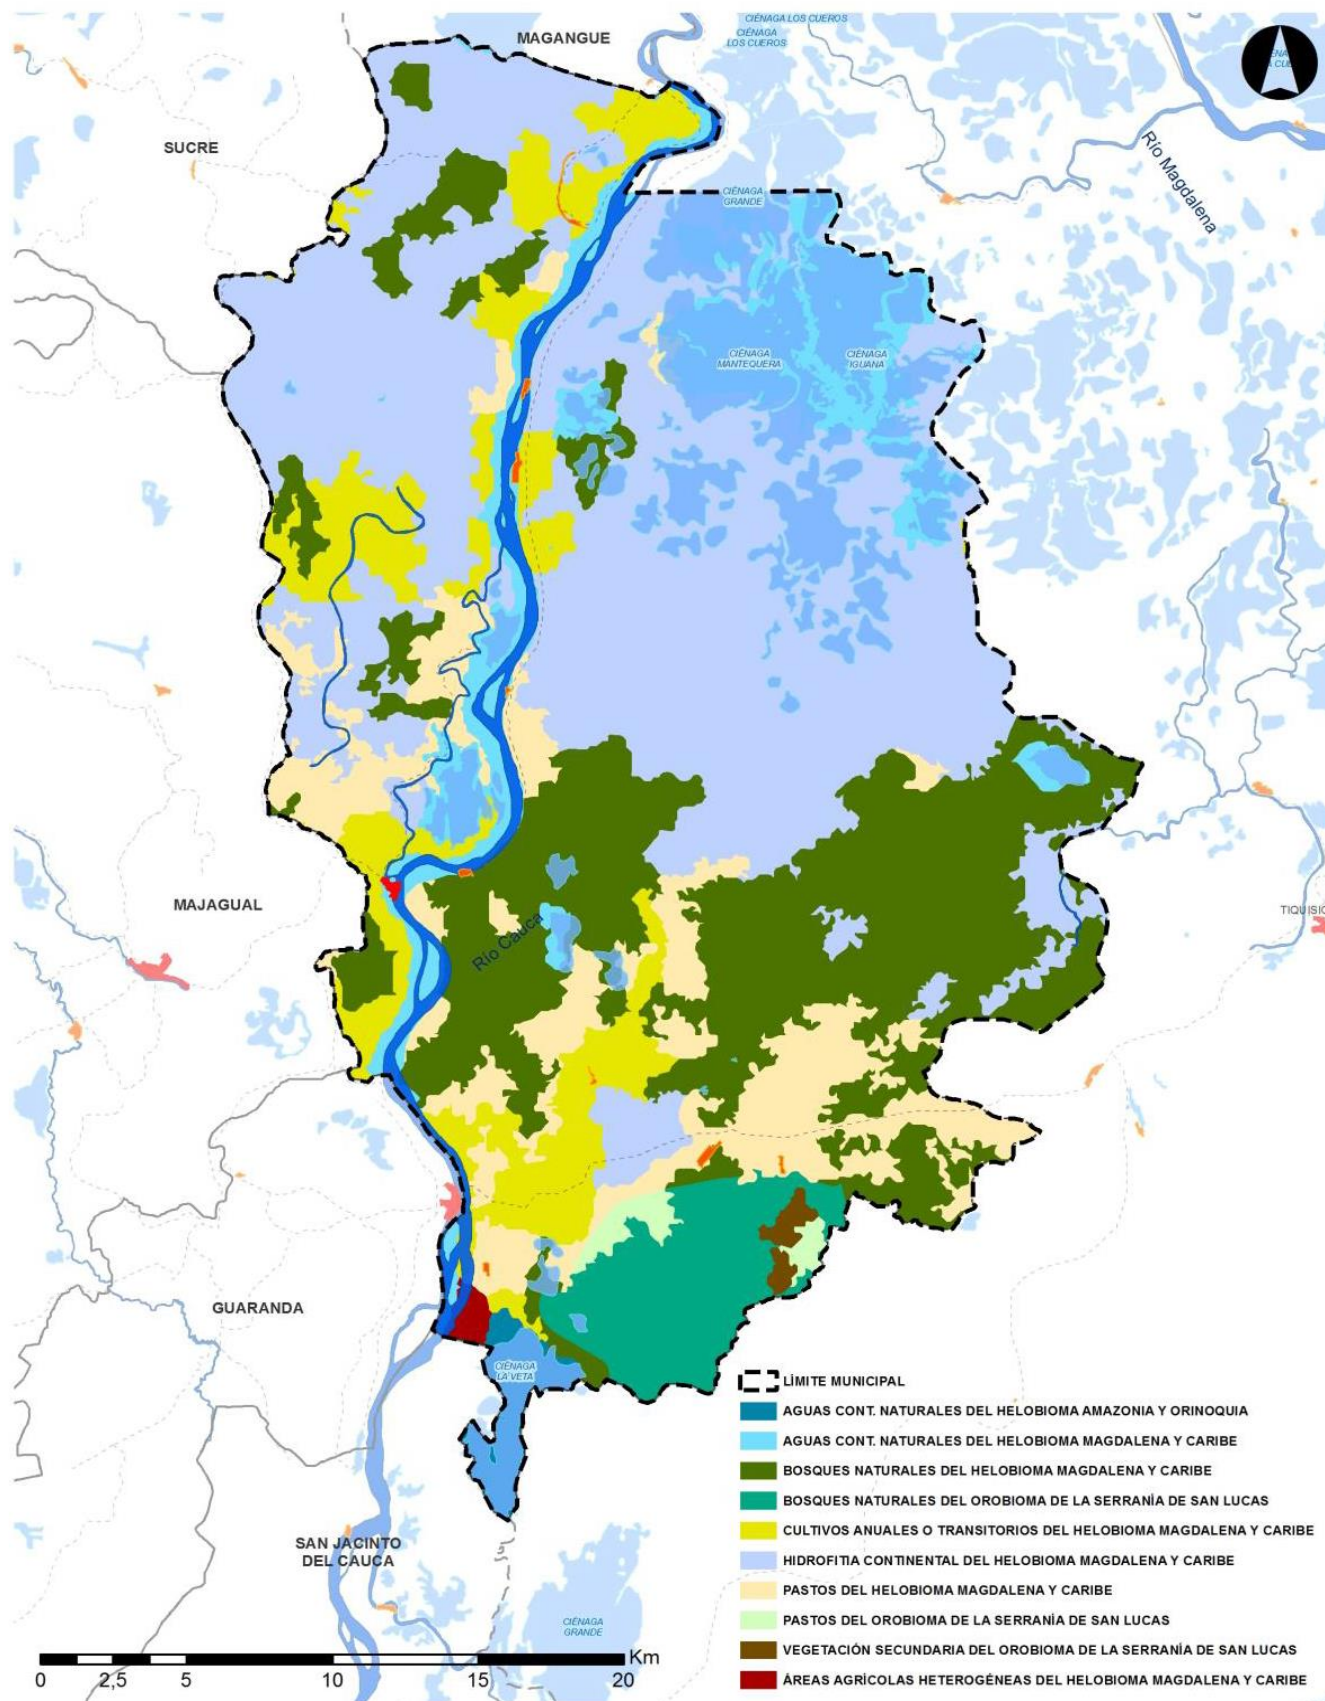 CIÉNAGA LOS CUEROS
MAGANGUE
CIÉNAGA
LOS CUEROS
SUCRE
Río Magdalena
CIÉNAGA
GRANDE
CIÉNAGA
MANTEQUERA
CIÉNAGA
IGUANA
MAJAGUAL
Río Cauca
GUARANDA
CIÉNAGA
LA VETA
SAN JACINTO
DEL CAUCA
CIÉNAGA
GRANDE
LÍMITE MUNICIPAL
AGUAS CONT. NATURALES DEL HELOBIOMA AMAZONIA Y ORINOQUIA
AGUAS CONT. NATURALES DEL HELOBIOMA MAGDALENA Y CARIBE
BOSQUES NATURALES DEL HELOBIOMA MAGDALENA Y CARIBE
BOSQUES NATURALES DEL OROBIOMA DE LA SERRANÍA DE SAN LUCAS
CULTIVOS ANUALES O TRANSITORIOS DEL HELOBIOMA MAGDALENA Y CARIBE
HIDROFITIA CONTINENTAL DEL HELOBIOMA MAGDALENA Y CARIBE
PASTOS DEL HELOBIOMA MAGDALENA Y CARIBE
PASTOS DEL OROBIOMA DE LA SERRANÍA DE SAN LUCAS
VEGETACIÓN SECUNDARIA DEL OROBIOMA DE LA SERRANÍA DE SAN LUCAS
ÁREAS AGRÍCOLAS HETEROGÉNEAS DEL HELOBIOMA MAGDALENA Y CARIBE
Km
0 2,5 5 10 15 20